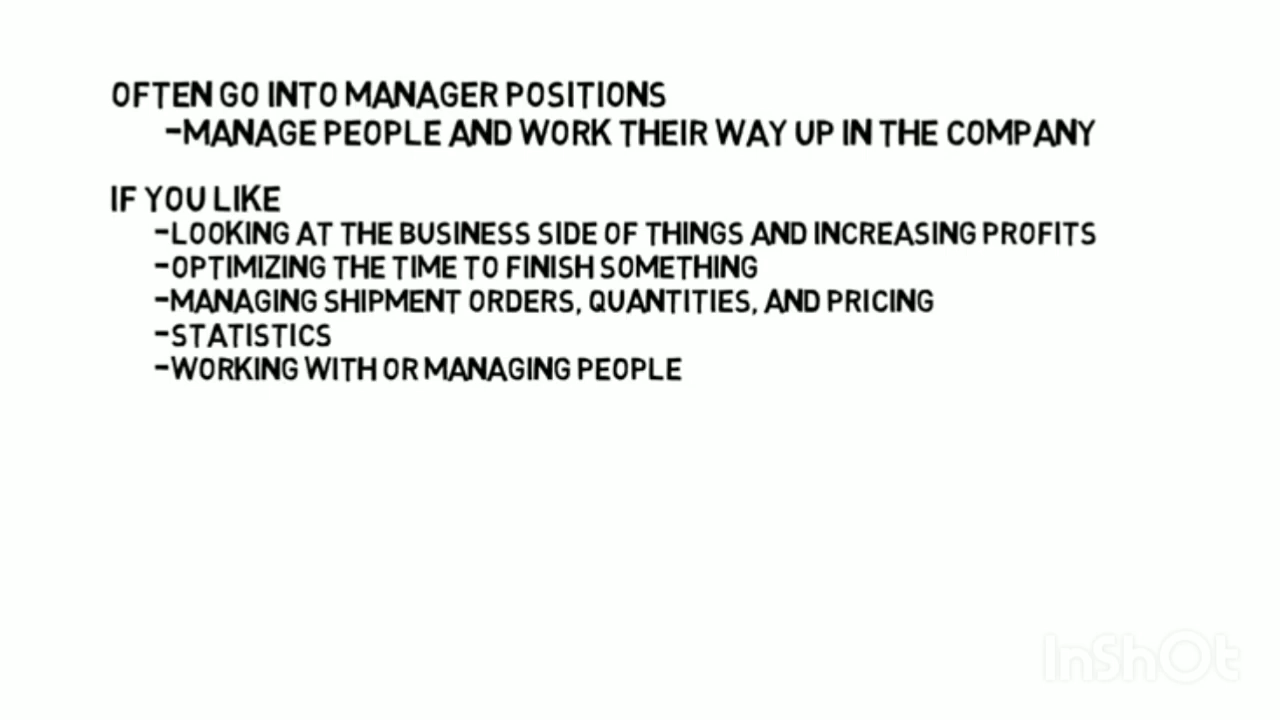 OFTEN GO INTO MANAGER POSITIONS
-MANAGE PEOPLE AND WORK THEIR WAY UP IN THE COMPANY
IF YOU LIKE
-LOOKING AT THE BUSINESS SIDE OF THINGS AND INCREASING PROFITS
-OPTIMIZING THE TIME TO FINISH SOMETHING
-MANAGING SHIPMENT ORDERS, QUANTITIES, AND PRICING
-STATISTICS
-WORKING WITH OR MANAGING PEOPLE
InShOt